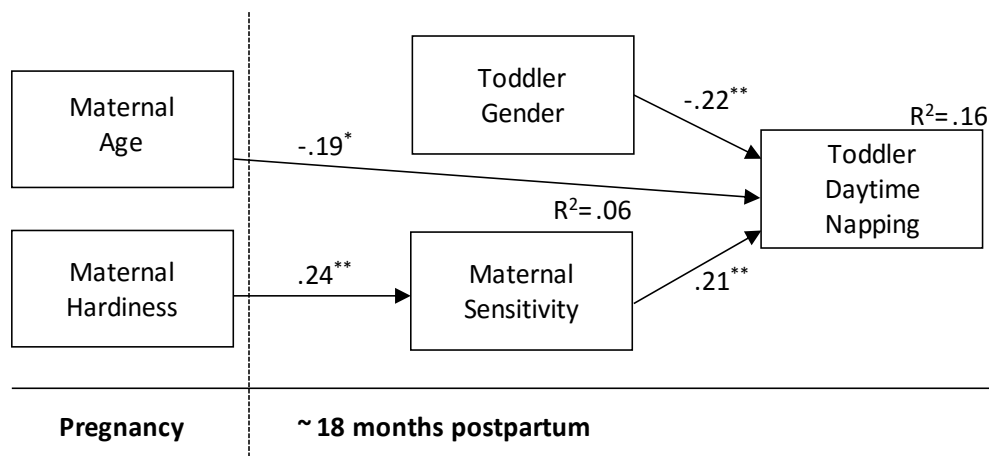 Maternal
Age
Toddler
Gender
-.22**
R²= .16
Toddler
Daytime
Napping
-.19*
R²= .06
Maternal
Hardiness
.24**
Maternal
Sensitivity
.21**
Pregnancy
~ 18 months postpartum